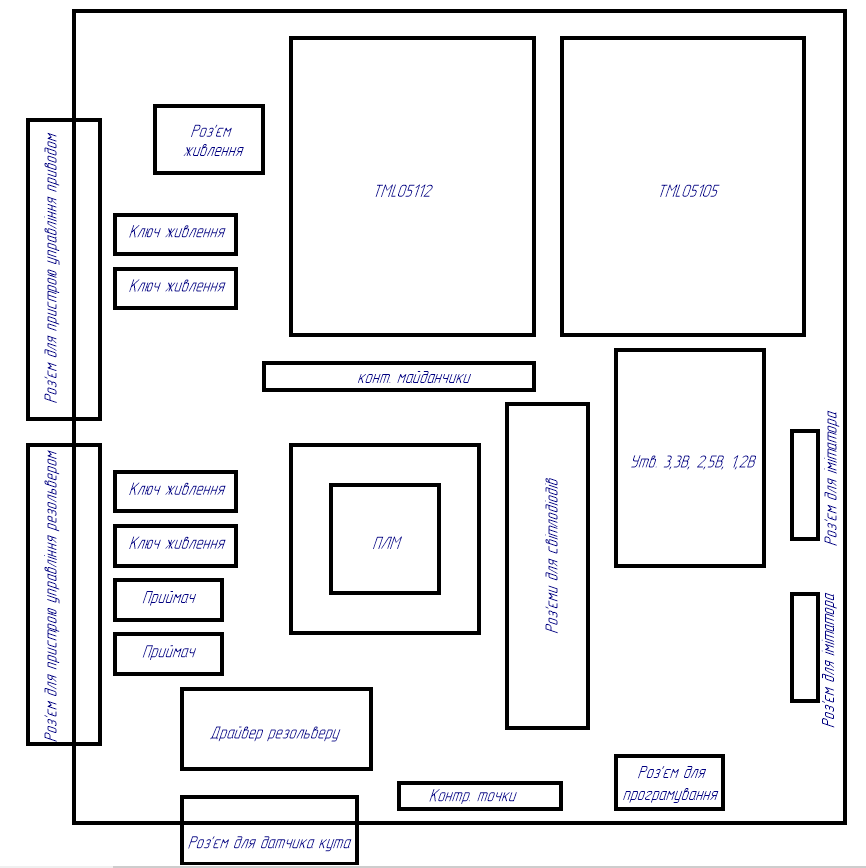 Роз'єм
живлення
TML05112
TML05105
Роз'єм для пристрою управління приводом
Ключ живлення
Ключ живлення
конт. майданчики
Утв. 3,3В, 2,5В, 1,2В
Роз'єм для імітатора
Роз'єм для пристрою управління резольвером
Ключ живлення
Ключ живлення
ПЛМ
Роз'єми для світлодіодів
Приймач
Приймач
Роз'єм для імітатора
Драйвер резольверу
Роз'єм для
програмування
Контр. точки
Роз'єм для датчика кута